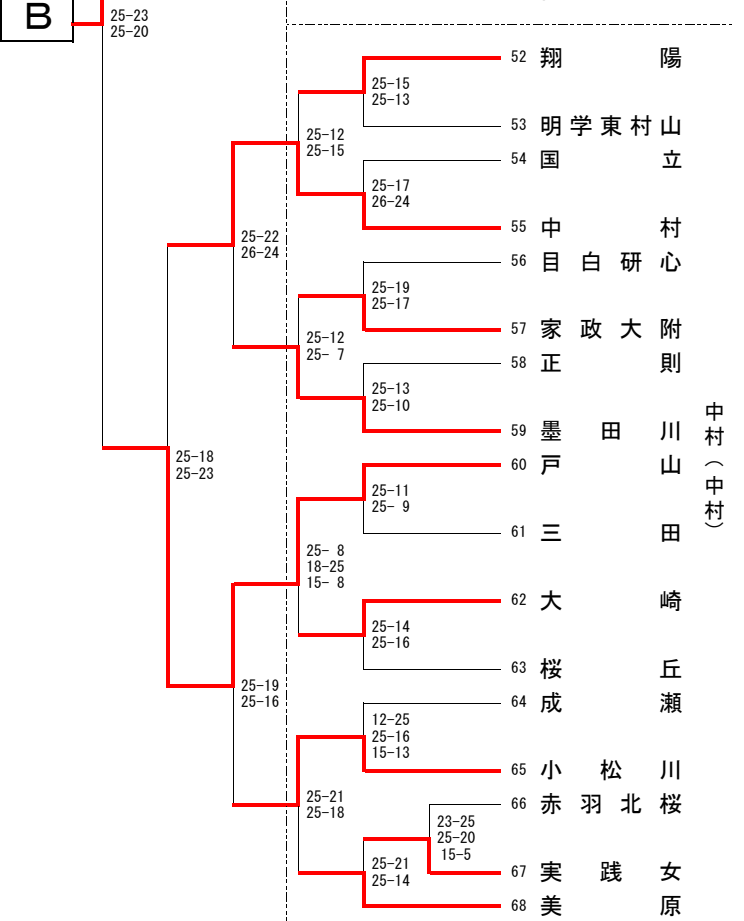 B
25-23
25-20
52 翔陽
25-15
25-13
53 明学東村山
25-12
25-15
54 国立
25-17
26-24
55 中村
25-22
26-24
56 目白研心
25-19
25-17
57 家政大附
25-12
25- 7
58 正則
25-13
25-10
59 墨田川
中村(中村)
25-18
25-23
60 戸山
25-11
25- 9
61 三田
25- 8
18-25
15- 8
62 大崎
25-14
25-16
63 桜丘
25-19
25-16
64 成瀬
12-25
25-16
15-13
65 小松川
25-21
25-18
66 赤羽北桜
23-25
25-20
15-5
67 実践女
25-21
25-14
68 美原